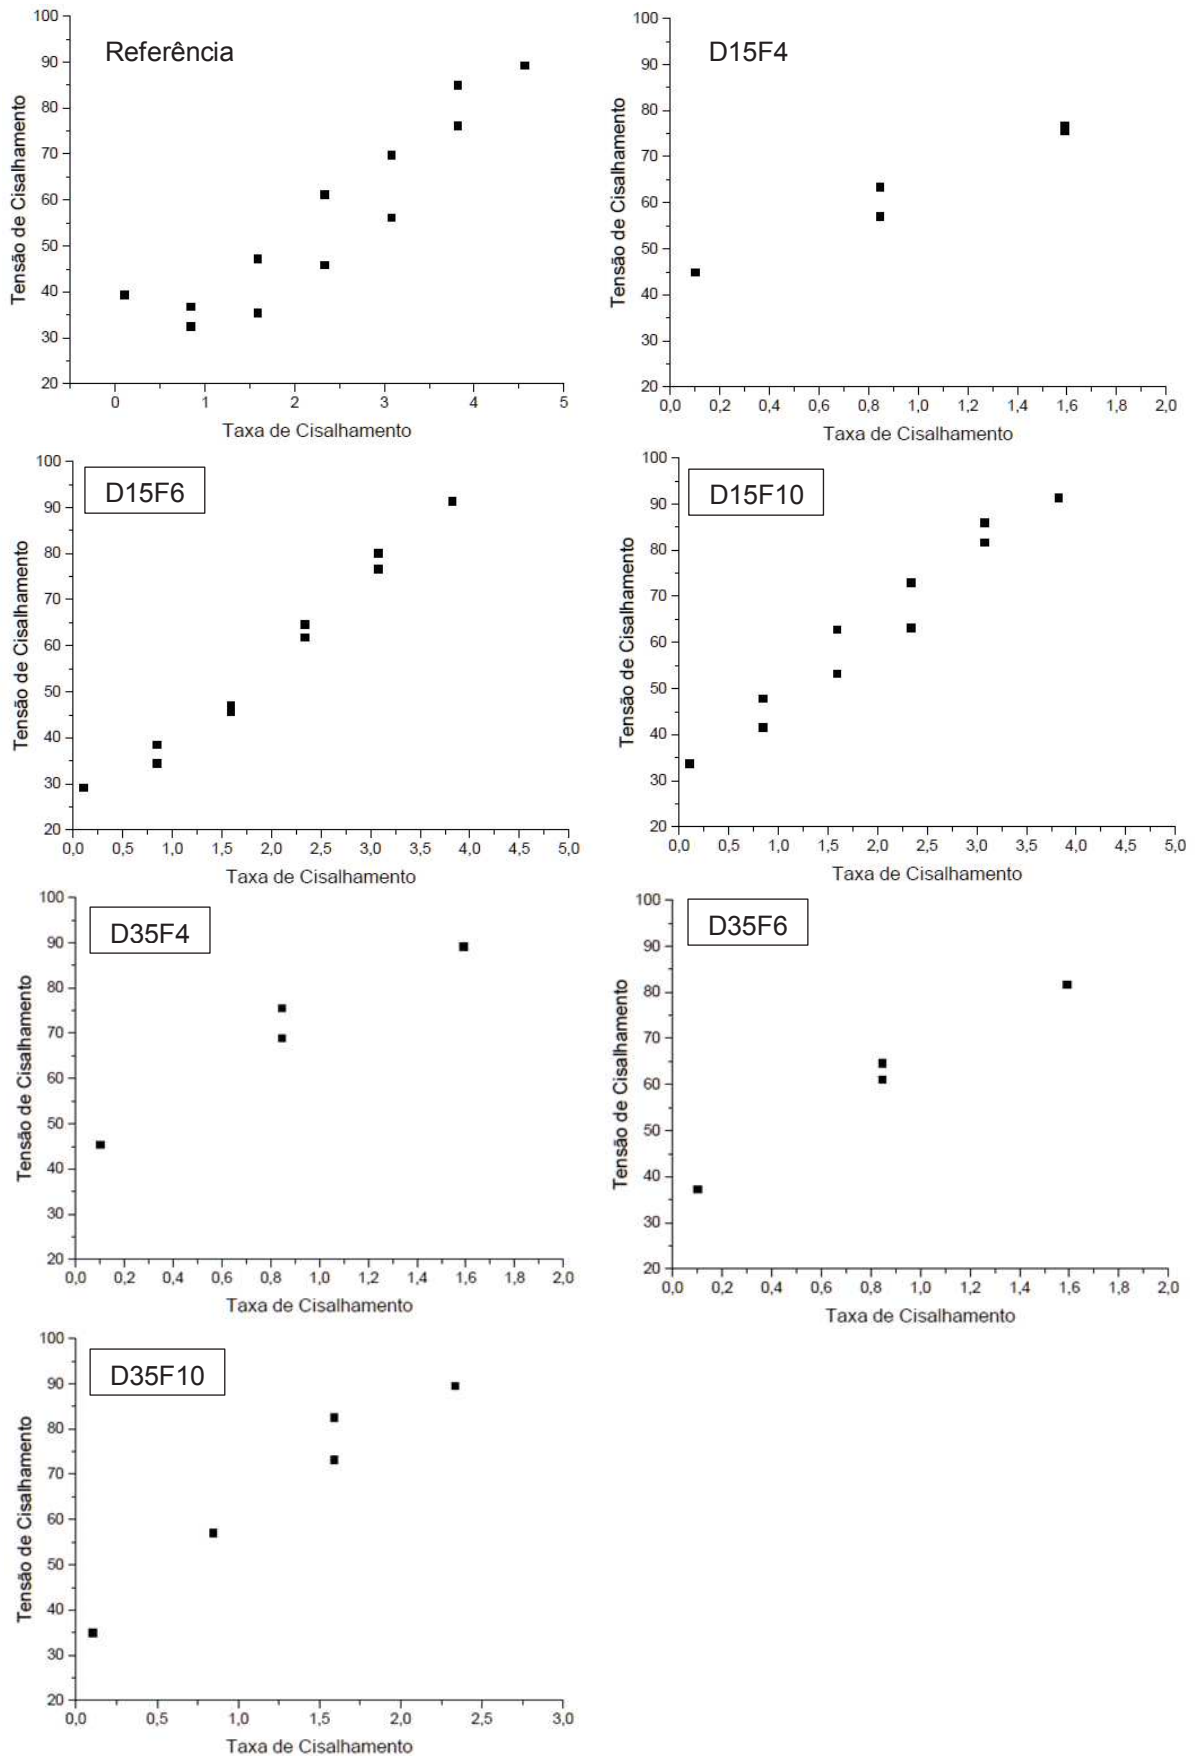 Referência
100
90
80
70
60
50
40
30
20
Tensão de Cisalhamento
0 1 2 3 4 5
Taxa de Cisalhamento
D15F4
100
90
80
70
60
50
40
30
20
Tensão de Cisalhamento
0,0 0,2 0,4 0,6 0,8 1,0 1,2 1,4 1,6 1,8 2,0
Taxa de Cisalhamento
D15F6
100
90
80
70
60
50
40
30
20
Tensão de Cisalhamento
0,0 0,5 1,0 1,5 2,0 2,5 3,0 3,5 4,0 4,5 5,0
Taxa de Cisalhamento
D15F10
100
90
80
70
60
50
40
30
20
Tensão de Cisalhamento
0,0 0,5 1,0 1,5 2,0 2,5 3,0 3,5 4,0 4,5 5,0
Taxa de Cisalhamento
D35F4
100
90
80
70
60
50
40
30
20
Tensão de Cisalhamento
0,0 0,2 0,4 0,6 0,8 1,0 1,2 1,4 1,6 1,8 2,0
Taxa de Cisalhamento
D35F6
100
90
80
70
60
50
40
30
20
Tensão de Cisalhamento
0,0 0,2 0,4 0,6 0,8 1,0 1,2 1,4 1,6 1,8 2,0
Taxa de Cisalhamento
D35F10
100
90
80
70
60
50
40
30
20
Tensão de Cisalhamento
0,0 0,5 1,0 1,5 2,0 2,5 3,0
Taxa de Cisalhamento